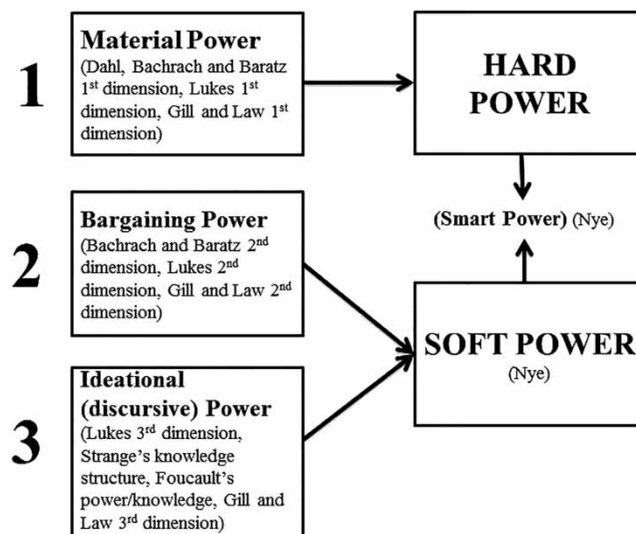 1
Material Power
(Dahl, Bachrach and Baratz
1st dimension, Lukes 1st
dimension, Gill and Law 1st
dimension)
HARD
POWER
(Smart Power) (Nye)
2
Bargaining Power
(Bachrach and Baratz 2nd
dimension, Lukes 2nd
dimension, Gill and Law 2nd
dimension)
SOFT POWER
(Nye)
3
Ideational
(discursive) Power
(Lukes 3rd dimension,
Strange's knowledge
structure, Foucault's
power/knowledge, Gill and
Law 3rd dimension)